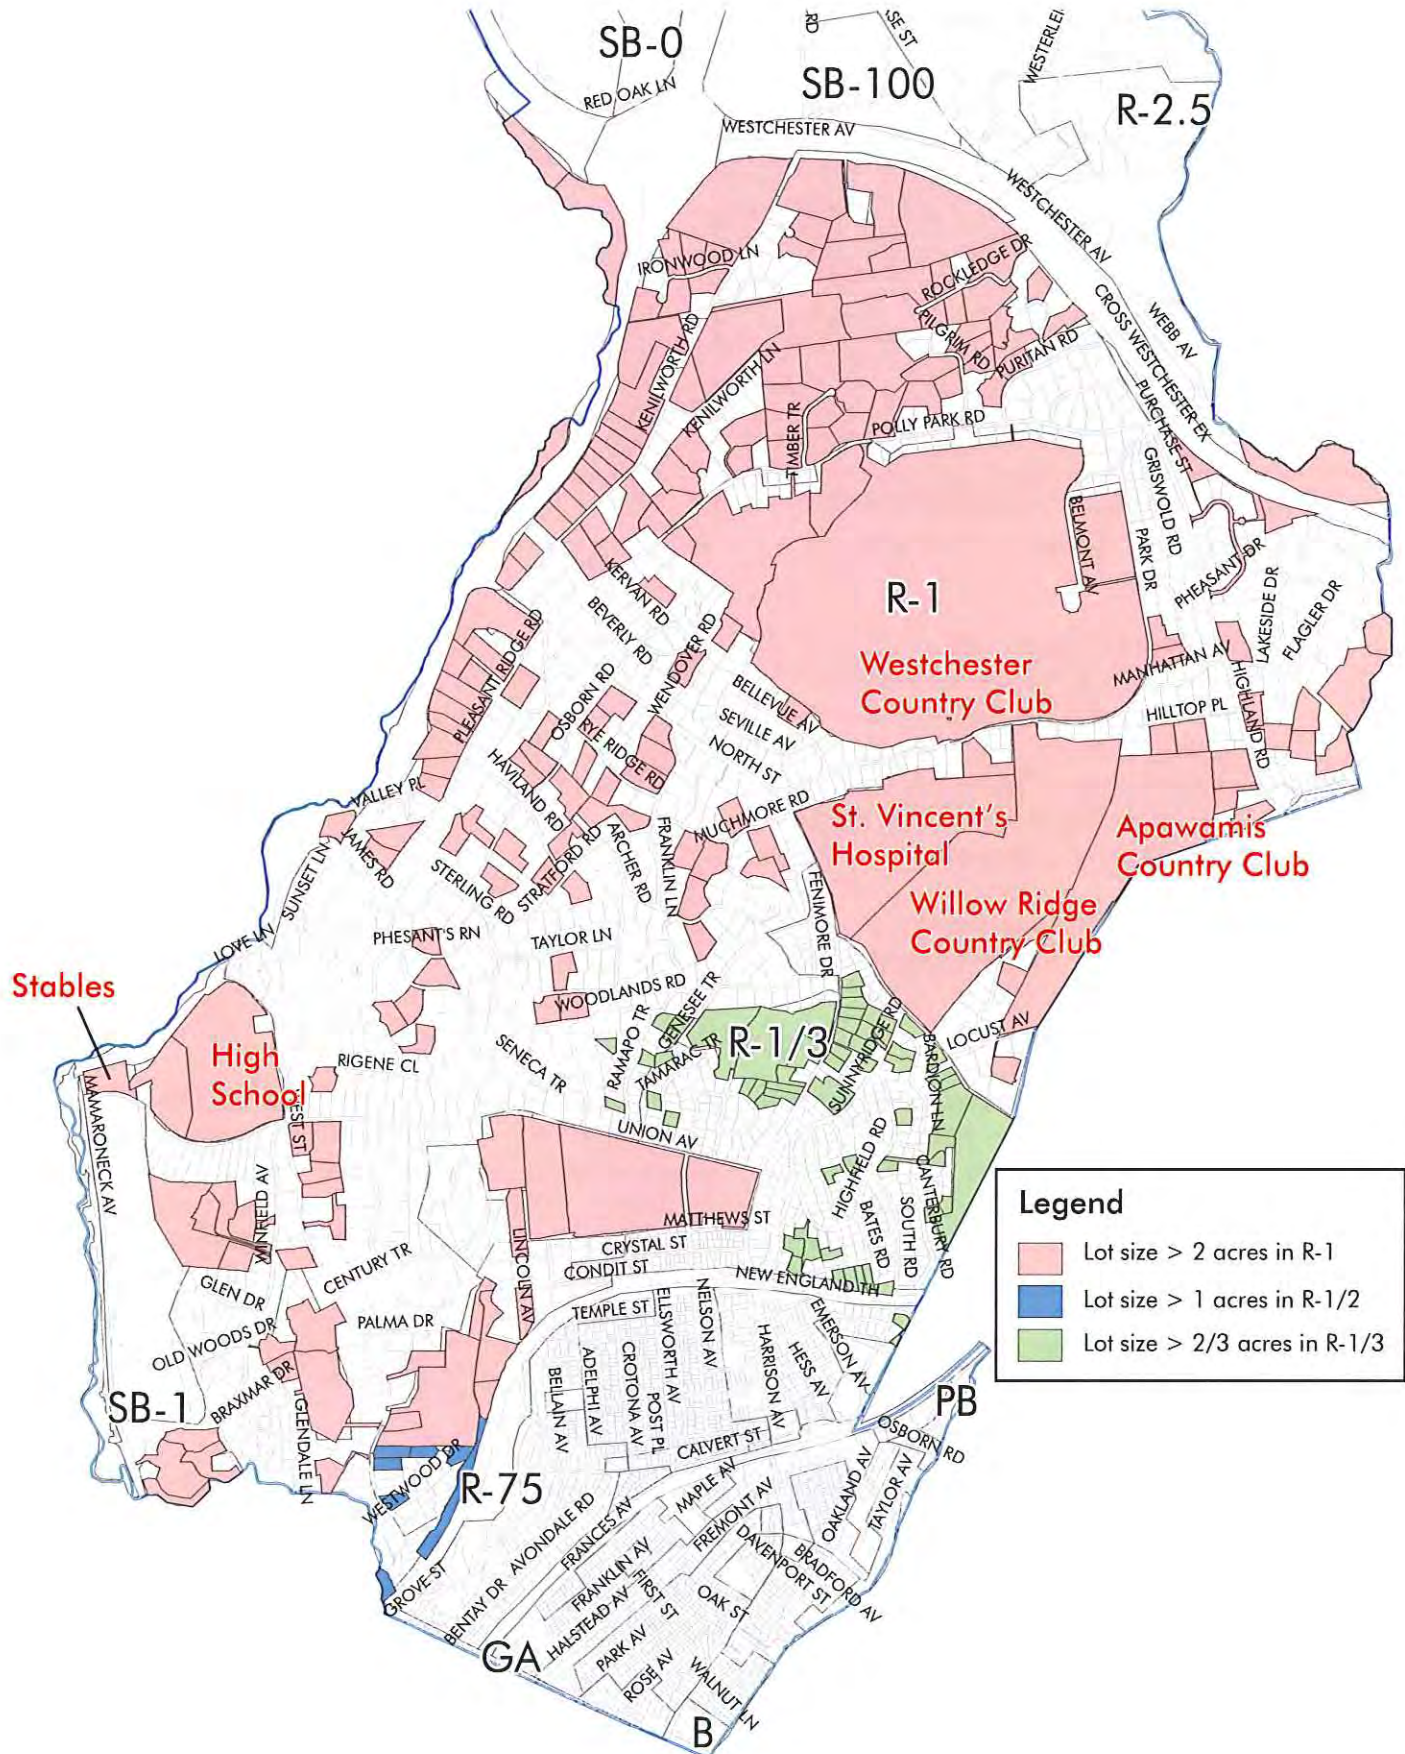 SB-0
RD
SE ST
WESTERLEI
SB-100
RED OAK LN
R-2.5
WESTCHESTER AV
WESTCHESTER AV
IRONWOOD LN
ROCKLEDGE DR
CROSS WESTCHESTER EX
WEBB AV
KENILWORTH RD
PILGRIM RD
PURITAN RD
KENILWORTH LN
PURCHASE ST
TIMBER TR
POLLY PARK RD
GRISWOLD RD
BELMONT AV
PARK DR
PHEASANT DR
KERVAN RD
R-1
LAKESIDE DR
FLAGLER DR
BEVERLY RD
WENDOVER RD
PLEASANT RIDGE RD
Westchester
Country Club
MANHATTAN AV
OSBORN RD
BELLEVUE AV
HIGHLAND RD
RYE RIDGE RD
SEVILLE AV
HILLTOP PL
NORTH ST
HAVILAND RD
VALLEY PL
MUCHMORE RD
St. Vincent's
Hospital
Apawamis
Country Club
JAMES RD
ARCHER RD
FRANKLIN LN
STRATFORD RD
SUNSET LN
STERLING RD
FENIMORE DR
Willow Ridge
Country Club
LOVE LN
PHESANT'S RN
TAYLOR LN
Stables
WOODLANDS RD
GENESEE TR
RAMAPO TR
SUNNYRIDGE RD
LOCUST AV
R-1/3
High
School
RIGENE CL
SENECA TR
TAMARAC TR
BARDION LN
MAMARONECK AV
WEST ST
UNION AV
HIGHFIELD RD
CANTERBURY RD
WINFIELD AV
MATTHEWS ST
BATES RD
SOUTH RD
Legend
Lot size > 2 acres in R-1
Lot size > 1 acres in R-1/2
Lot size > 2/3 acres in R-1/3
LINCOLN AV
CRYSTAL ST
CENTURY TR
CONDIT ST
NEW ENGLAND TH
GLEN DR
TEMPLE ST
ELLSWORTH AV
NELSON AV
PALMA DR
EMERSON AV
OLD WOODS DR
HARRISON AV
HESS AV
ADELPHI AV
CROTONA AV
BELLAIN AV
POST PL
BRAXMAR DR
SB-1
GLENDALE LN
PB
CALVERT ST
OSBORN RD
WESTWOOD DR
R-75
MAPLE AV
OAKLAND AV
TAYLOR AV
FREMONT AV
AVONDALE RD
FRANCES AV
DAVENPORT ST
BRADFORD AV
FRANKLIN AV
GROVE ST
FIRST ST
OAK ST
BENTAY DR
HALSTEAD AV
GA
PARK AV
ROSE AV
WALNUT LN
B